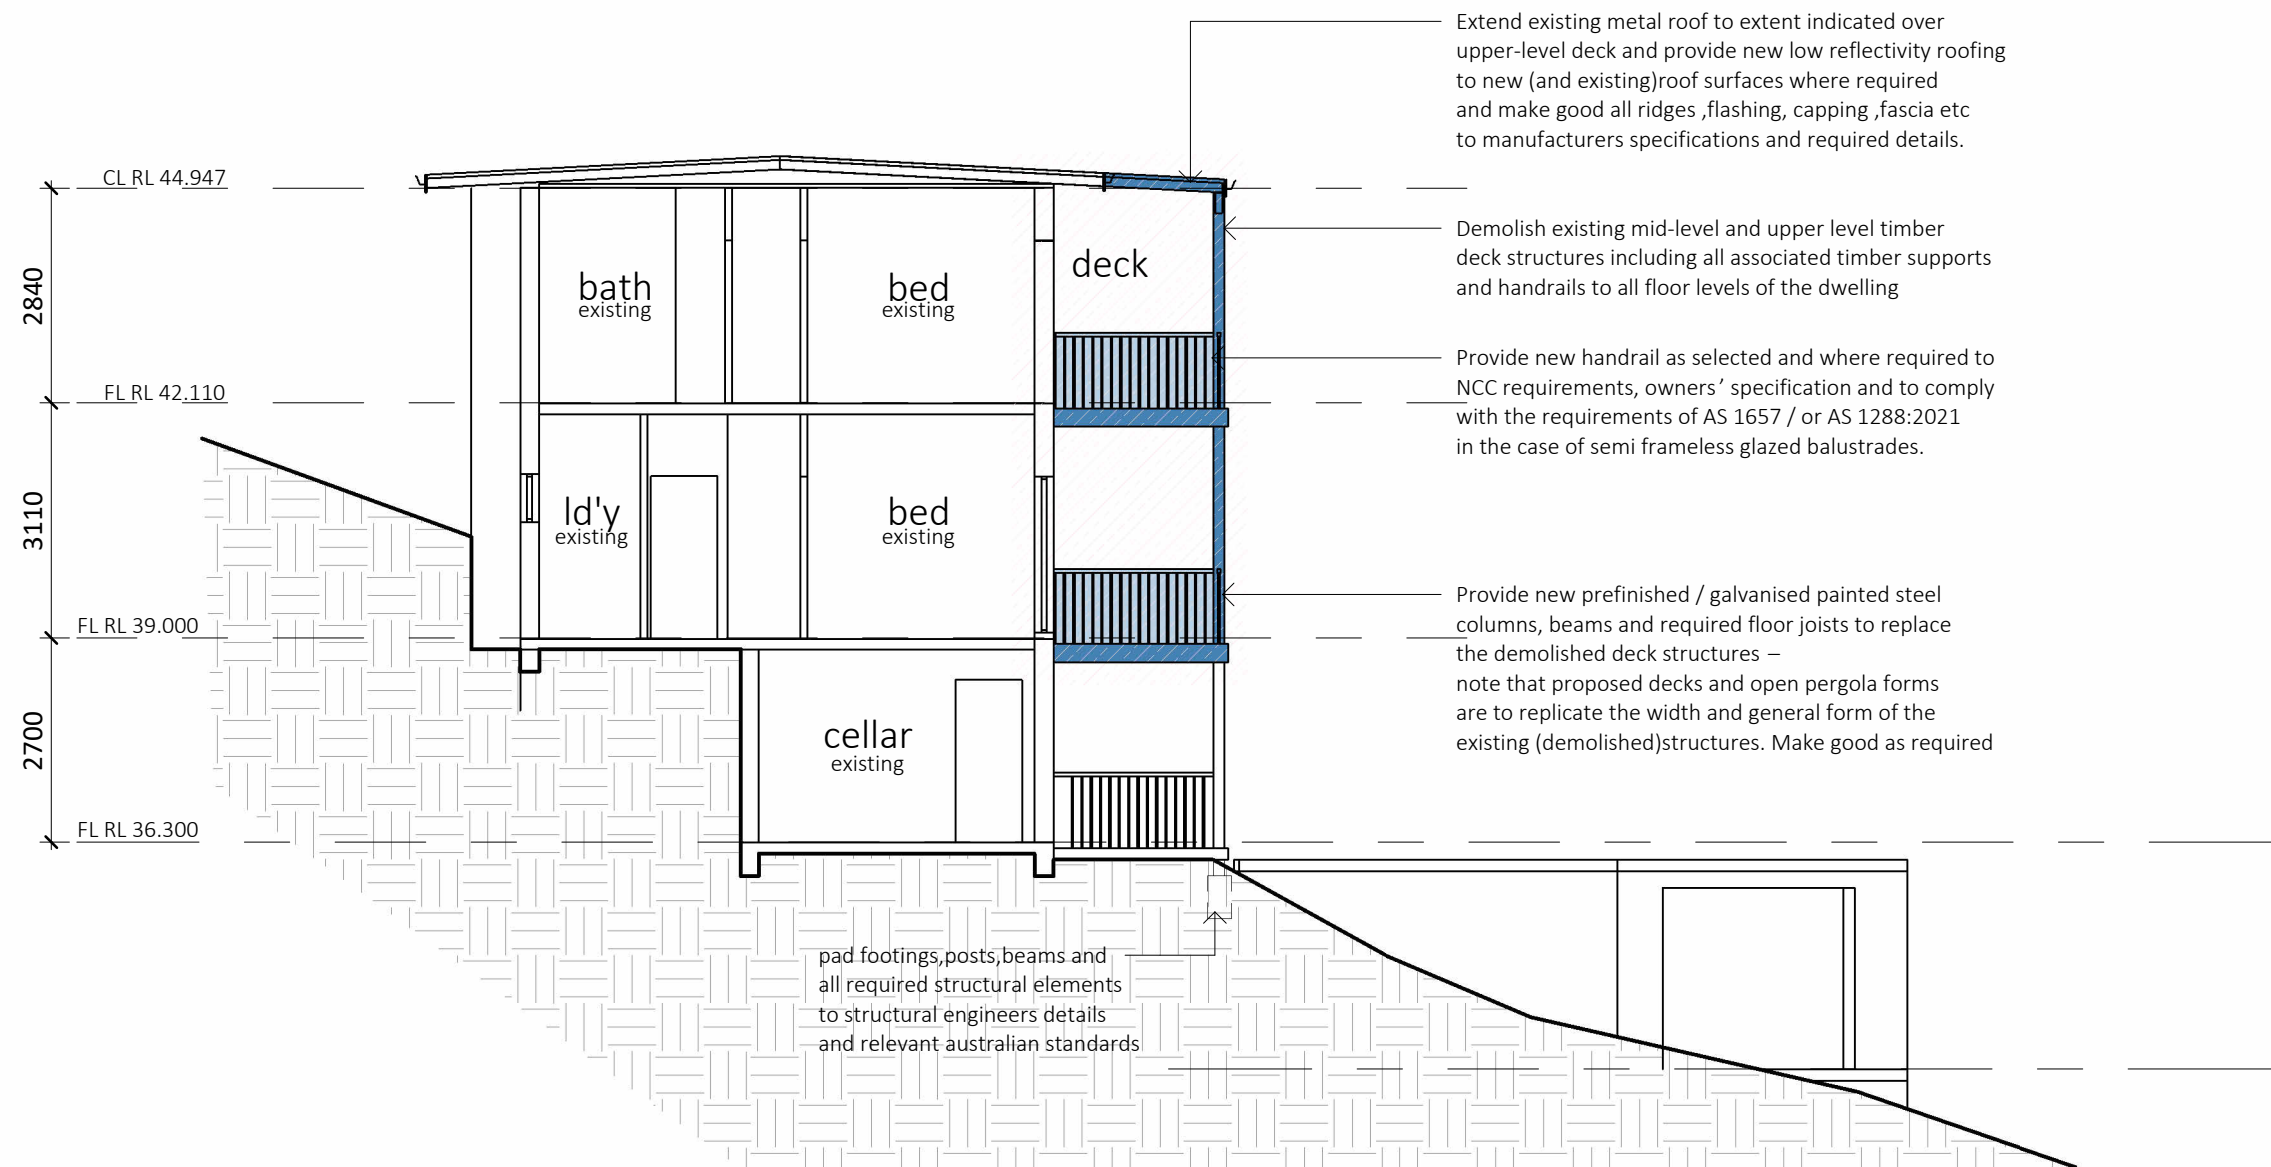 Extend existing metal roof to extent indicated over
upper-level deck and provide new low reflectivity roofing
to new (and existing)roof surfaces where required
and make good all ridges ,flashing, capping ,fascia etc
to manufacturers specifications and required details.
CL RL 44.947
Demolish existing mid-level and upper level timber
deck structures including all associated timber supports
and handrails to all floor levels of the dwelling
2840
bath
existing
bed
existing
deck
Provide new handrail as selected and where required to
NCC requirements, owners' specification and to comply
with the requirements of AS 1657 / or AS 1288:2021
in the case of semi frameless glazed balustrades.
FL RL 42.110
3110
ld'y
existing
bed
existing
Provide new prefinished / galvanised painted steel
columns, beams and required floor joists to replace
the demolished deck structures –
note that proposed decks and open pergola forms
are to replicate the width and general form of the
existing (demolished)structures. Make good as required
FL RL 39.000
2700
cellar
existing
FL RL 36.300
pad footings,posts,beams and
all required structural elements
to structural engineers details
and relevant australian standards